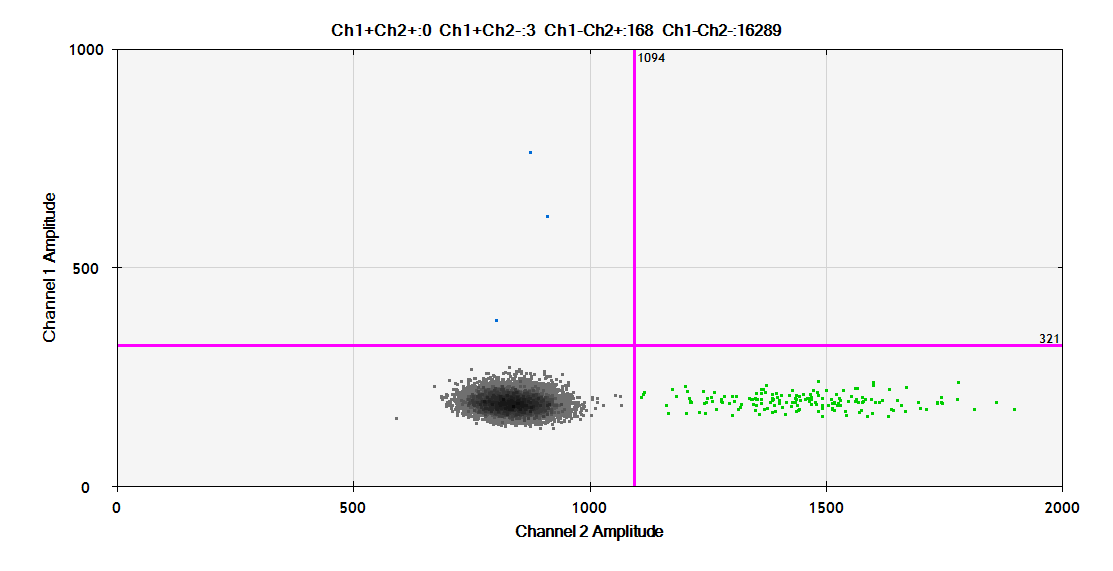 Ch1+Ch2+:0 Ch1+Ch2-:3 Ch1-Ch2+:168 Ch1-Ch2-:16289
1000
1094
Channel 1 Amplitude
500
321
0
0 500 1000 1500 2000
Channel 2 Amplitude